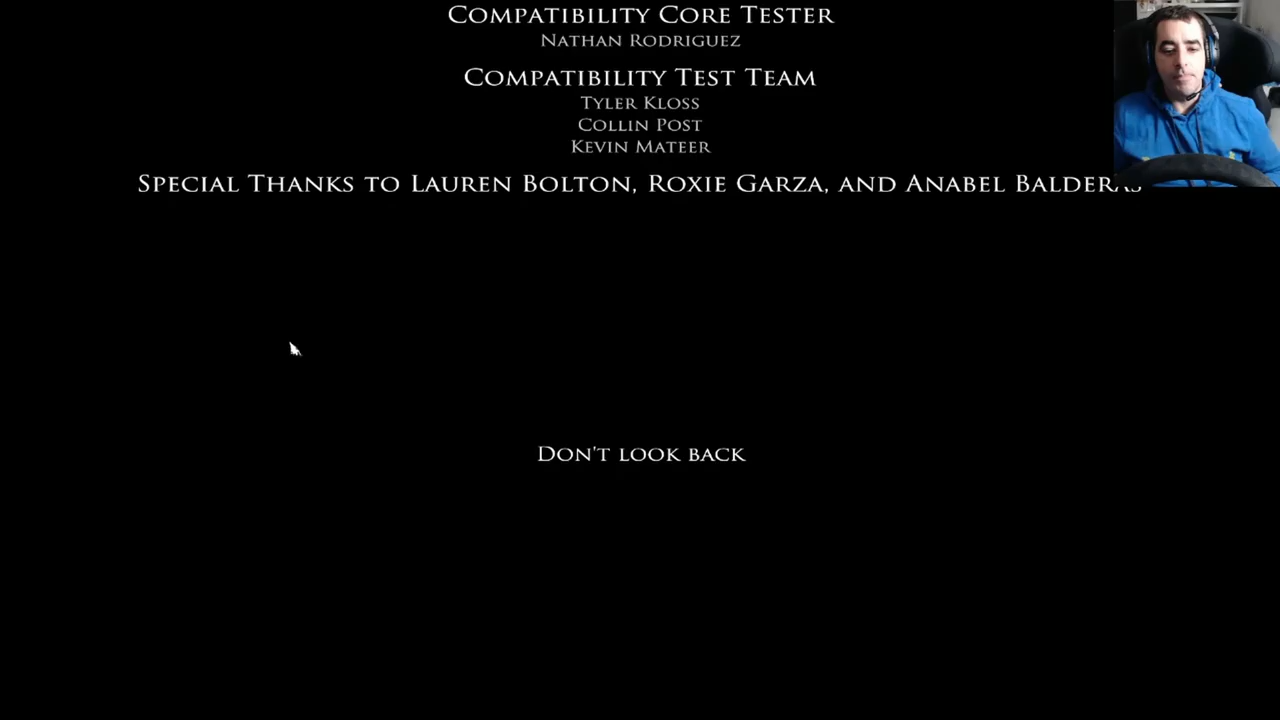 Compatibility Core Tester
Nathan Rodriguez
Compatibility Test Team
Tyler Kloss
Collin Post
Kevin Mateer
Special Thanks to Lauren Bolton, Roxie Garza, and Anabel Balderas
Don't look back